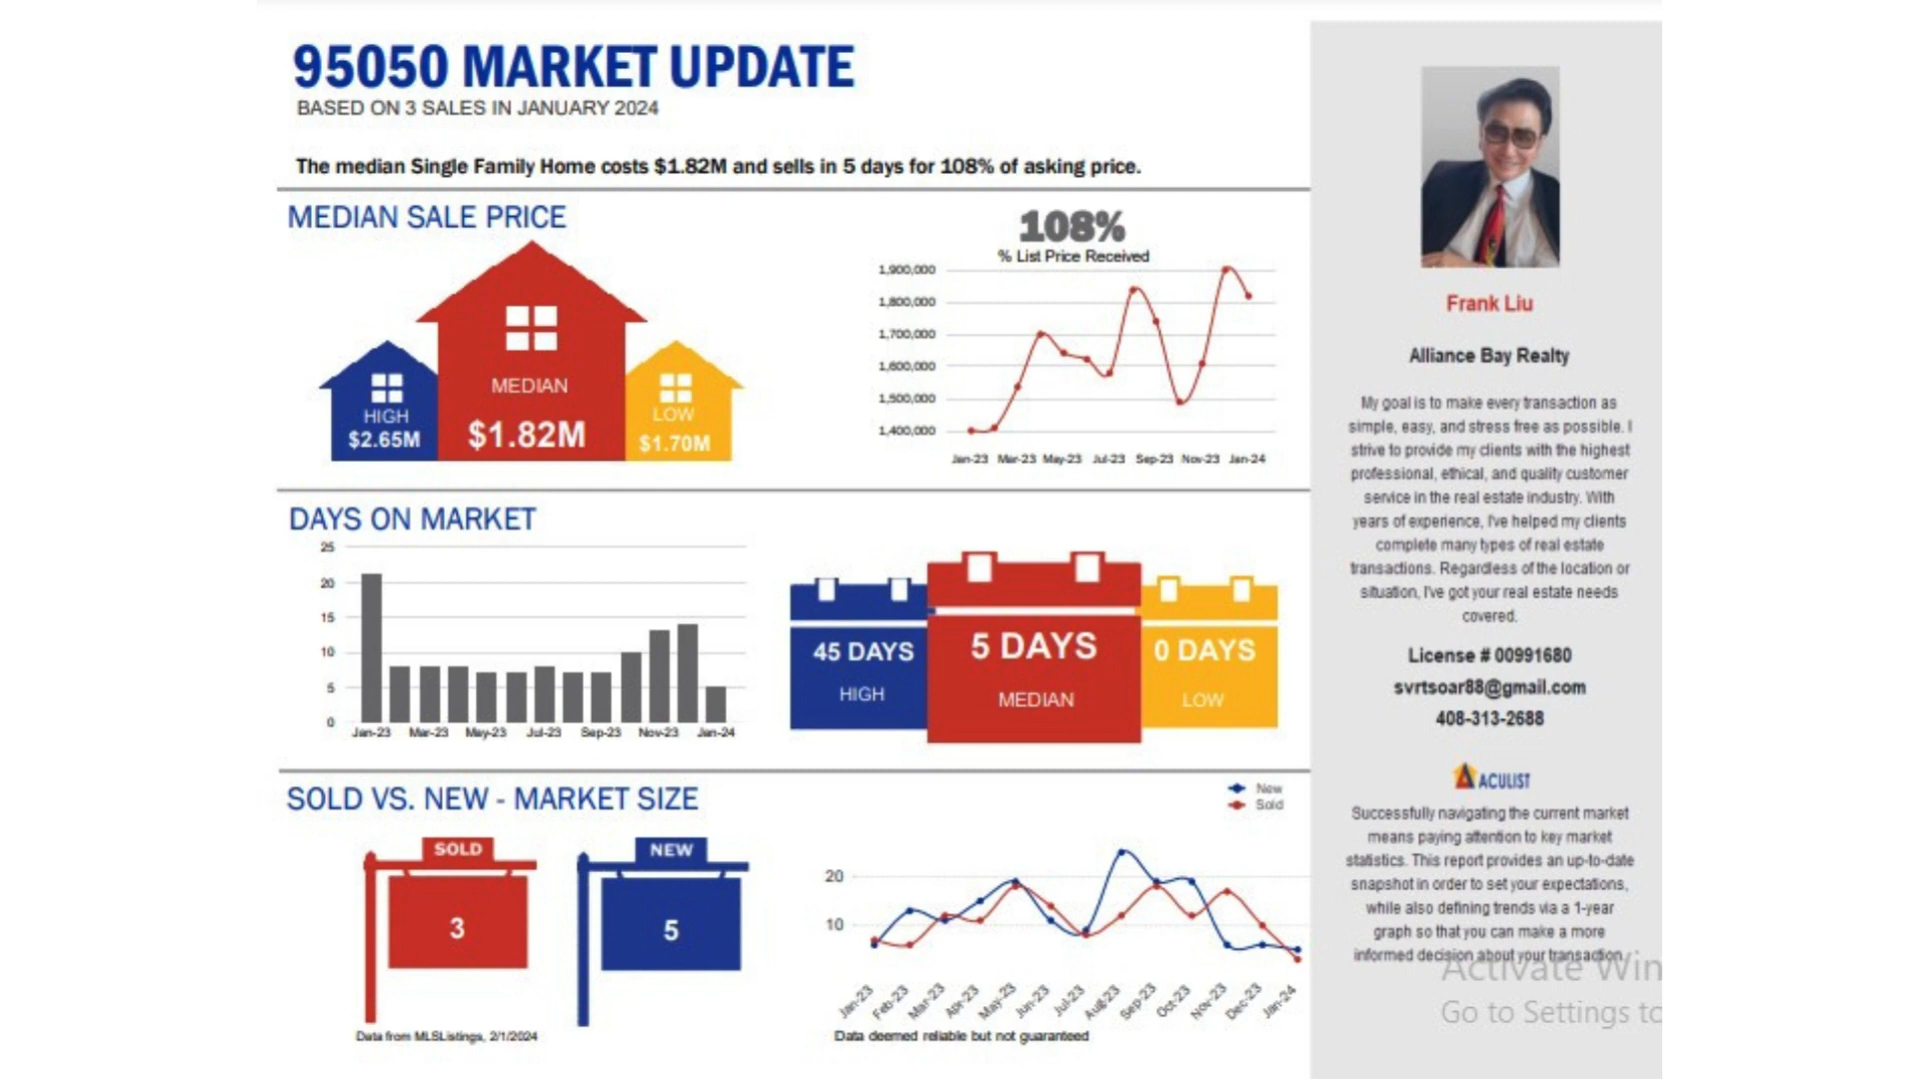 95050 MARKET UPDATE
BASED ON 3 SALES IN JANUARY 2024
The median Single Family Home costs $1.82M and sells in 5 days for 108% of asking price.
MEDIAN SALE PRICE
HIGH
$2.65M
MEDIAN
$1.82M
LOW
$1.70M
108%
% List Price Received
1,900,000
1,800,000
1,700,000
1,600,000
1,500,000
1,400,000
Jan-23 Mar-23 May-23 Jul-23 Sep-23 Nov-23 Jan-24
DAYS ON MARKET
25
20
15
10
5
0
Jan-23 Mar-23 May-23 Jul-23 Sep-23 Nov-23 Jan-24
45 DAYS
HIGH
5 DAYS
MEDIAN
0 DAYS
LOW
SOLD VS. NEW - MARKET SIZE
SOLD
3
NEW
5
New
Sold
20
10
Jan-23 Feb-23 Mar-23 Apr-23 May-23 Jun-23 Jul-23 Aug-23 Sep-23 Oct-23 Nov-23 Dec-23 Jan-24
Data from MLSListings, 2/1/2024
Data deemed reliable but not guaranteed
Frank Liu
Alliance Bay Realty
My goal is to make every transaction as
simple, easy, and stress free as possible. I
strive to provide my clients with the highest
professional, ethical, and quality customer
service in the real estate industry. With
years of experience, I've helped my clients
complete many types of real estate
transactions. Regardless of the location or
situation, I've got your real estate needs
covered.
License # 00991680
svrtsoar88@gmail.com
408-313-2688
ACULIST
Successfully navigating the current market
means paying attention to key market
statistics. This report provides an up-to-date
snapshot in order to set your expectations,
while also defining trends via a 1-year
graph so that you can make a more
informed decision about your transaction.
Activate Win
Go to Settings to